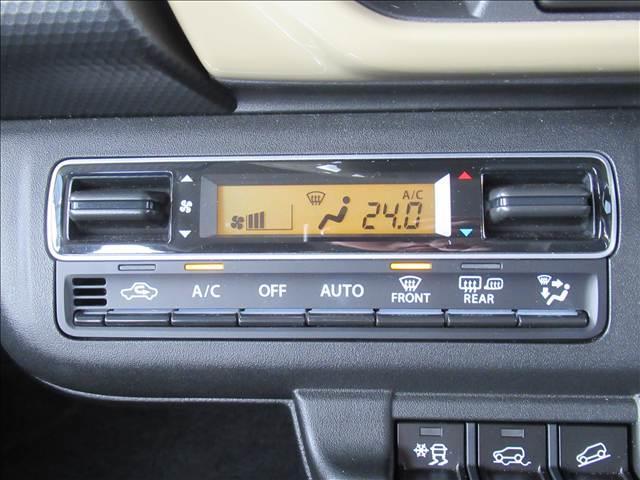 A/C
24.0
A/C OFF AUTO FRONT REAR